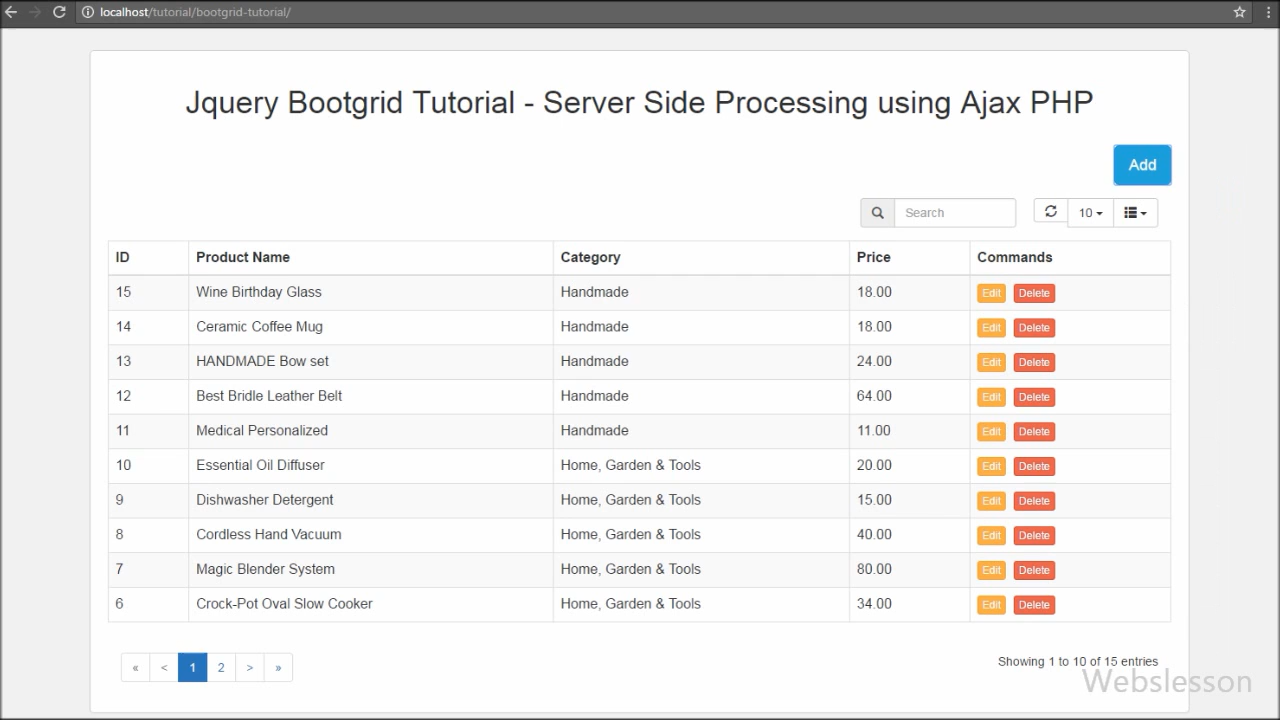 localhost/tutorial/bootgrid-tutorial/
Jquery Bootgrid Tutorial - Server Side Processing using Ajax PHP
Add
Search 10
ID Product Name Category Price Commands
15 Wine Birthday Glass Handmade 18.00 Edit Delete
14 Ceramic Coffee Mug Handmade 18.00 Edit Delete
13 HANDMADE Bow set Handmade 24.00 Edit Delete
12 Best Bridle Leather Belt Handmade 64.00 Edit Delete
11 Medical Personalized Handmade 11.00 Edit Delete
10 Essential Oil Diffuser Home, Garden & Tools 20.00 Edit Delete
9 Dishwasher Detergent Home, Garden & Tools 15.00 Edit Delete
8 Cordless Hand Vacuum Home, Garden & Tools 40.00 Edit Delete
7 Magic Blender System Home, Garden & Tools 80.00 Edit Delete
6 Crock-Pot Oval Slow Cooker Home, Garden & Tools 34.00 Edit Delete
« < 1 2 > » Showing 1 to 10 of 15 entries
Webslesson